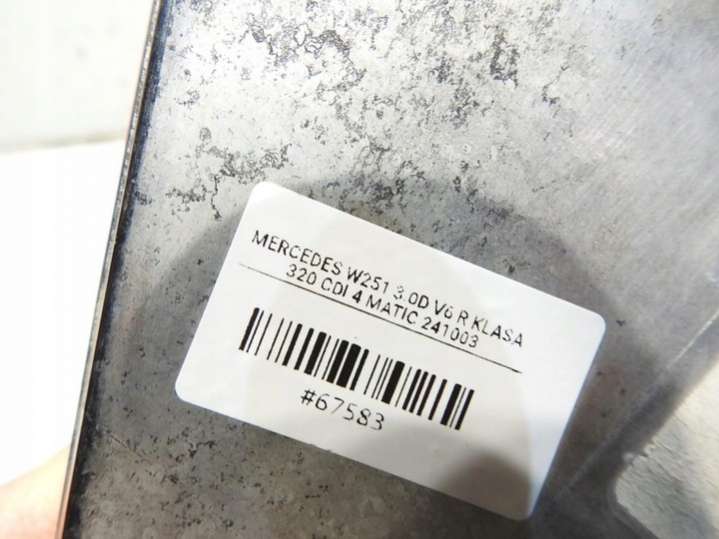 MERCEDES W251 3.0D V6 R KLASA
320 CDI 4 MATIC 241003
#67583